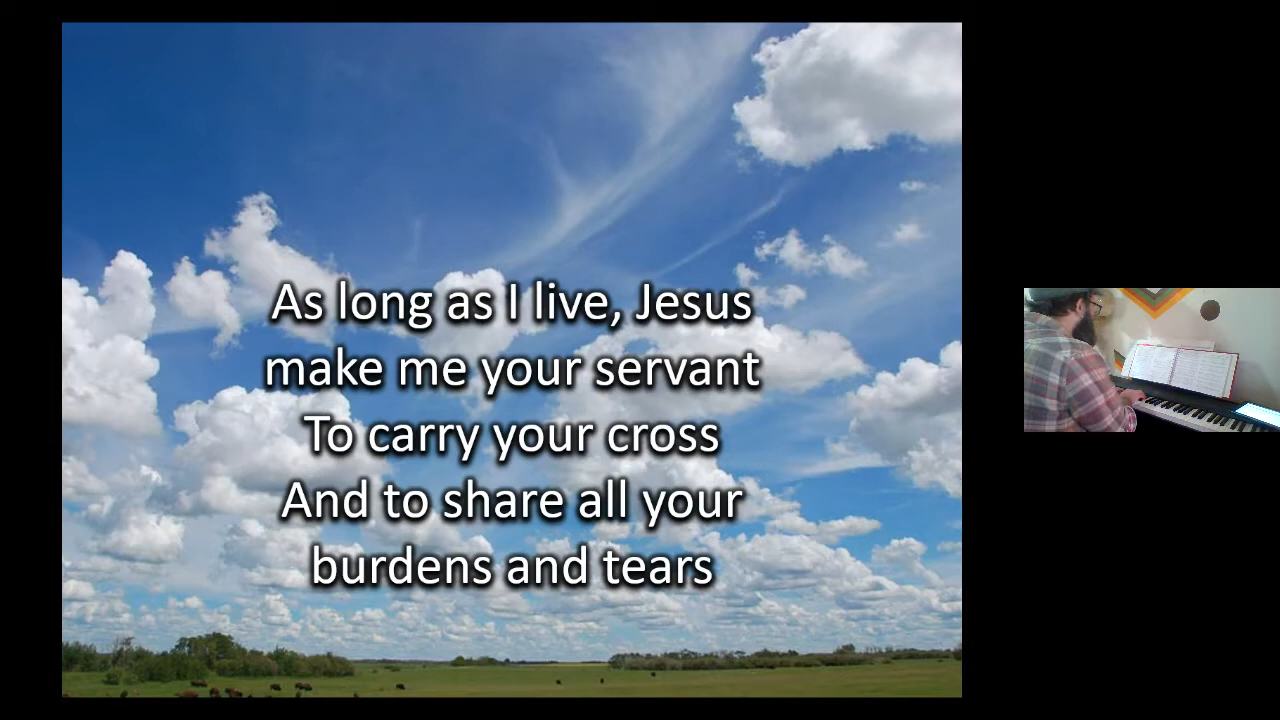 As long as I live, Jesus
make me your servant
To carry your cross
And to share all your
burdens and tears